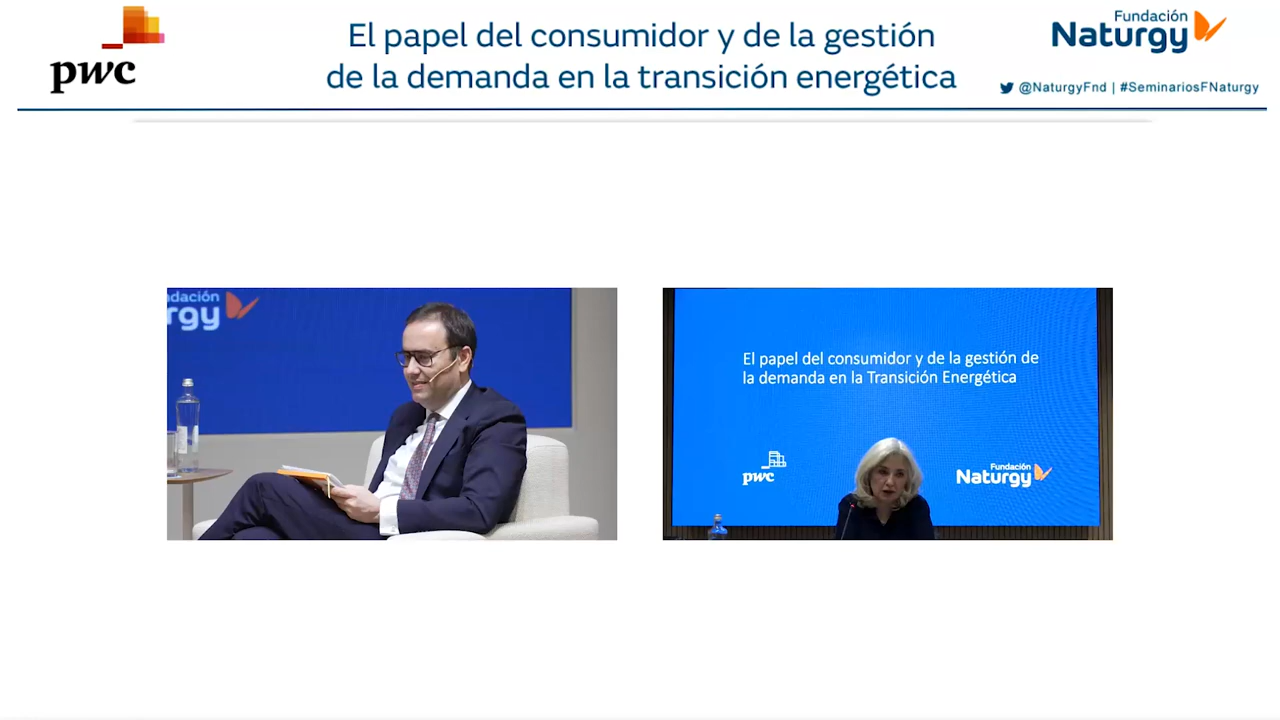 pwc
El papel del consumidor y de la gestión
de la demanda en la transición energética
Fundación
Naturgy
@NaturgyFnd | #SeminariosFNaturgy
ndación
rgy
El papel del consumidor y de la gestión de
la demanda en la Transición Energética
pwc
Fundación
Naturgy